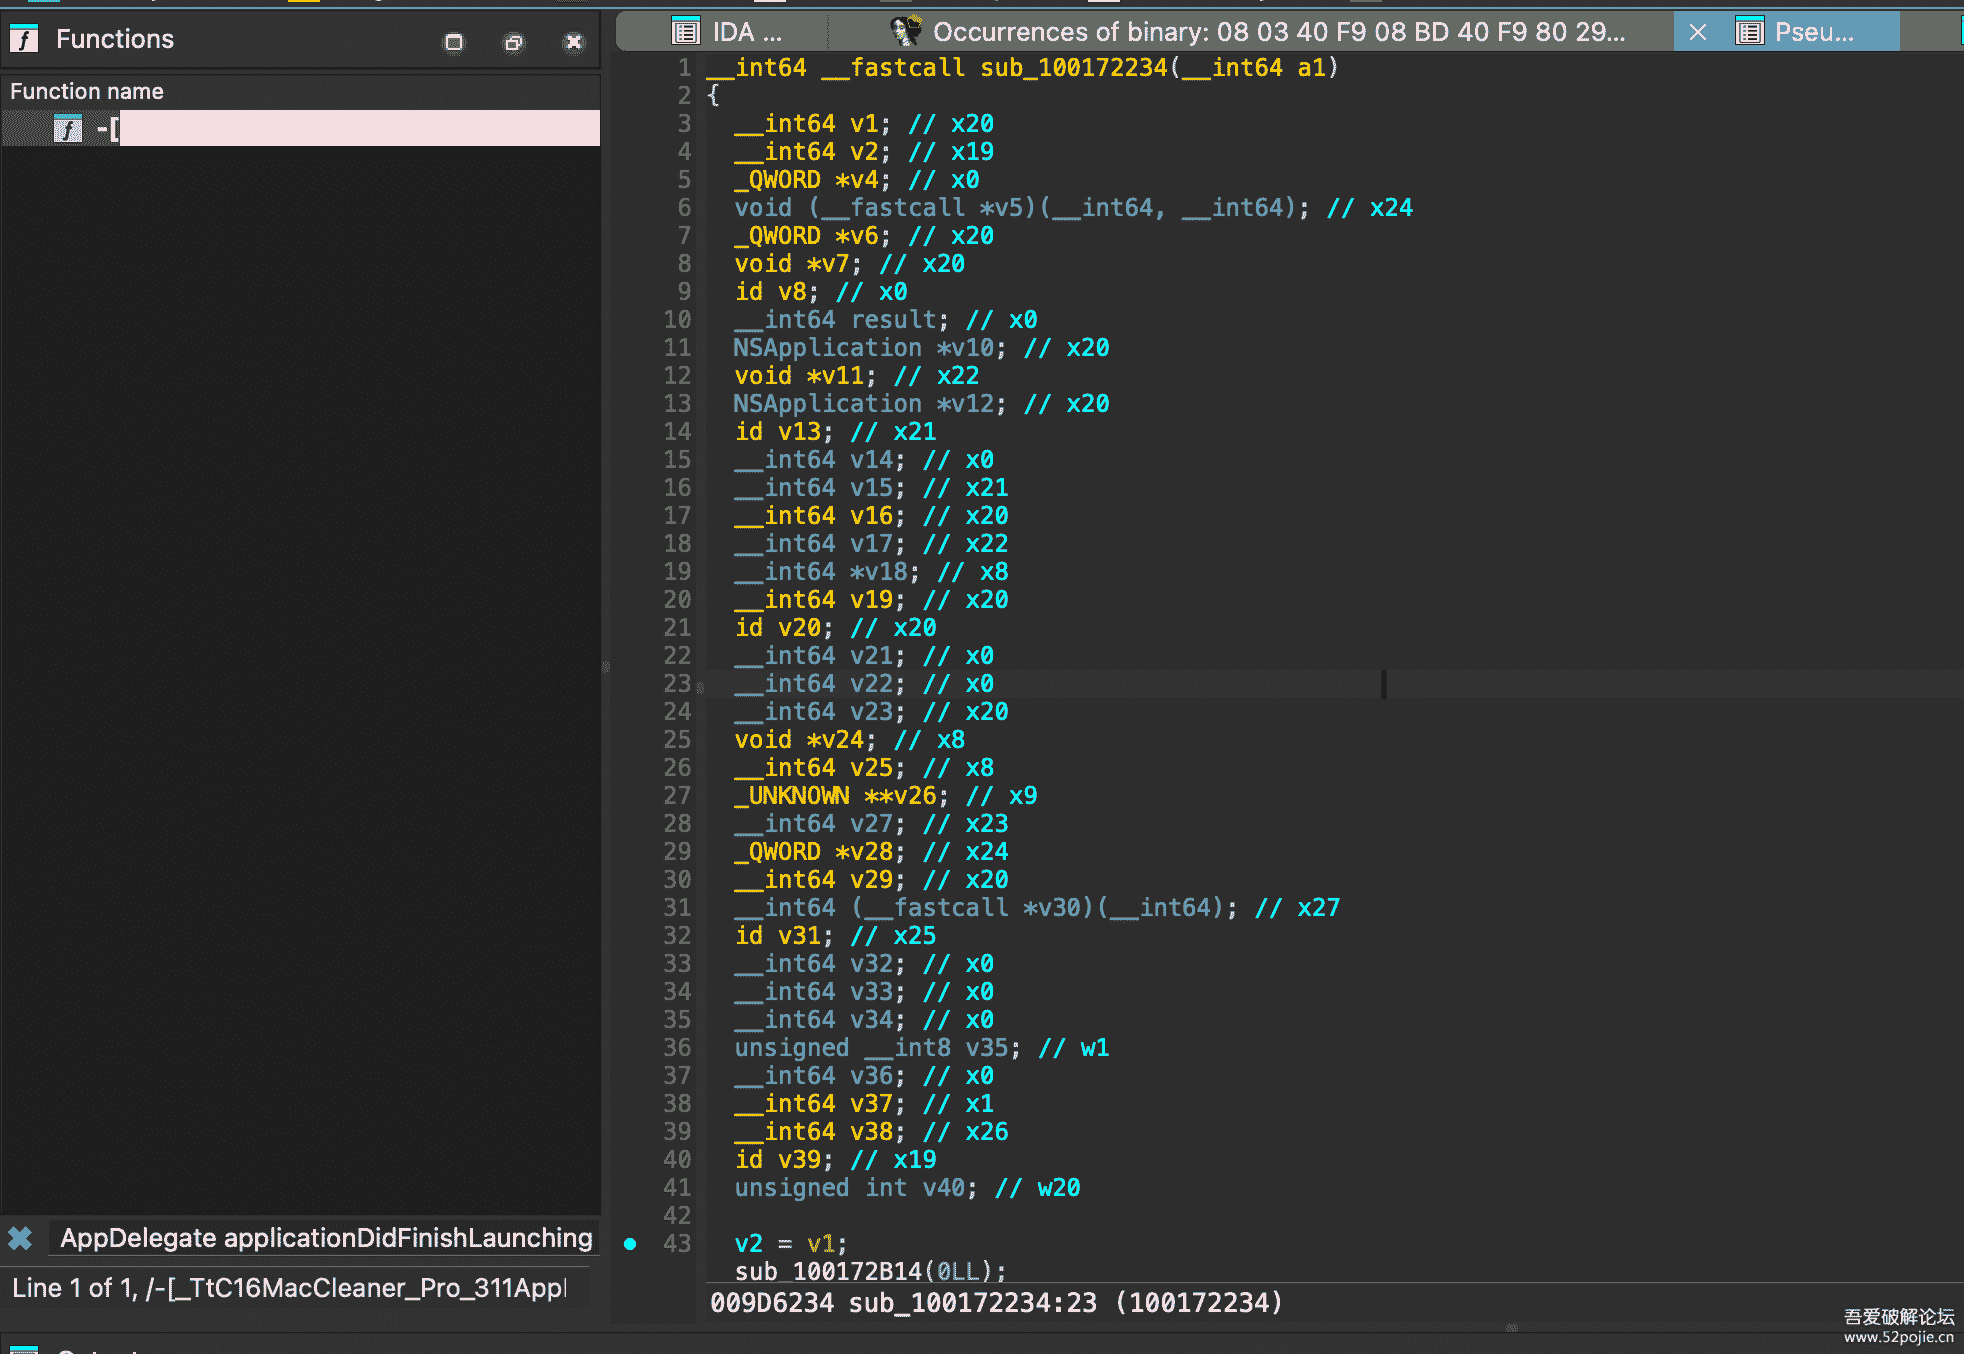 Functions
Function name
-[
AppDelegate applicationDidFinishLaunching
Line 1 of 1, /-[_TtC16MacCleaner_Pro_311Appl
IDA ...
Occurrences of binary: 08 03 40 F9 08 BD 40 F9 80 29...
Pseu...
1 __int64 __fastcall sub_100172234(__int64 a1)
2 {
3 __int64 v1; // x20
4 __int64 v2; // x19
5 _QWORD *v4; // x0
6 void (__fastcall *v5)(__int64, __int64); // x24
7 _QWORD *v6; // x20
8 void *v7; // x20
9 id v8; // x0
10 __int64 result; // x0
11 NSApplication *v10; // x20
12 void *v11; // x22
13 NSApplication *v12; // x20
14 id v13; // x21
15 __int64 v14; // x0
16 __int64 v15; // x21
17 __int64 v16; // x20
18 __int64 v17; // x22
19 __int64 *v18; // x8
20 __int64 v19; // x20
21 id v20; // x20
22 __int64 v21; // x0
23 __int64 v22; // x0
24 __int64 v23; // x20
25 void *v24; // x8
26 __int64 v25; // x8
27 _UNKNOWN **v26; // x9
28 __int64 v27; // x23
29 _QWORD *v28; // x24
30 __int64 v29; // x20
31 __int64 (__fastcall *v30)(__int64); // x27
32 id v31; // x25
33 __int64 v32; // x0
34 __int64 v33; // x0
35 __int64 v34; // x0
36 unsigned __int8 v35; // w1
37 __int64 v36; // x0
38 __int64 v37; // x1
39 __int64 v38; // x26
40 id v39; // x19
41 unsigned int v40; // w20
42
43 v2 = v1;
sub_100172B14(0LL);
009D6234 sub_100172234:23 (100172234)
吾爱破解论坛
www.52pojie.cn